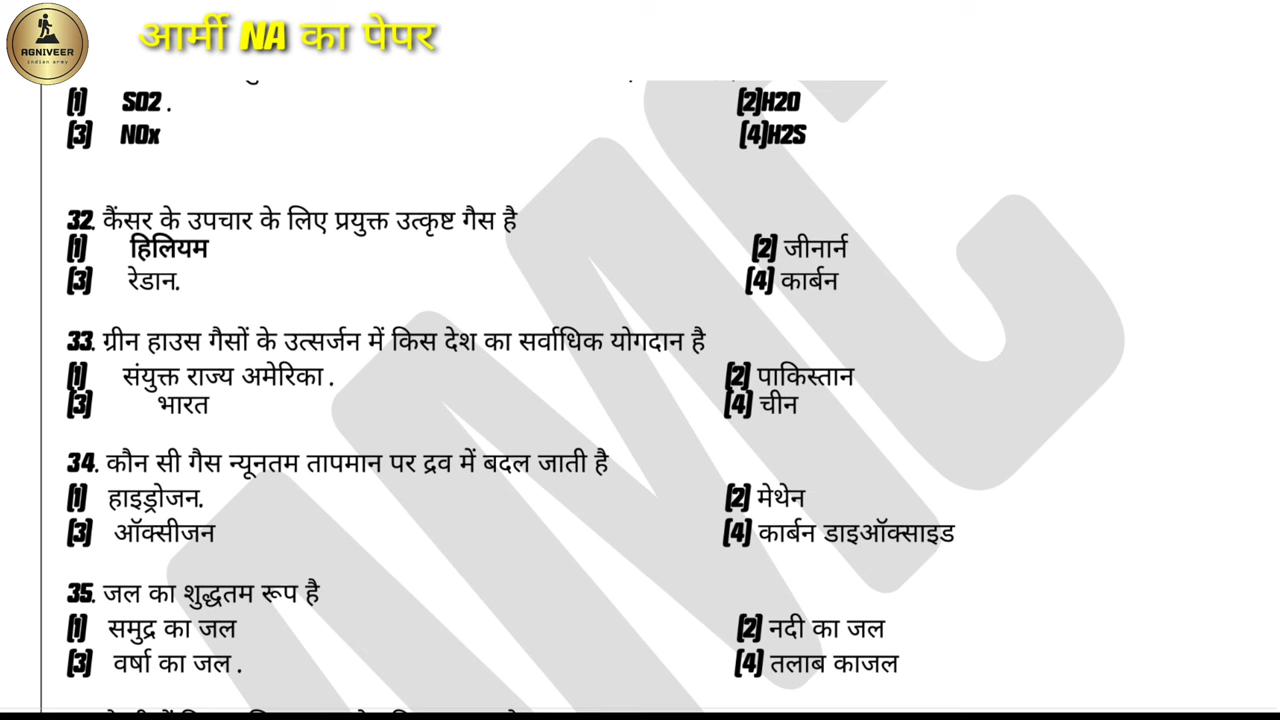 AGNIVEER
indian army
आर्मी NA का पेपर
(1) SO2 . (2)H2O
(3) NOx (4)H2S
32. कैंसर के उपचार के लिए प्रयुक्त उत्कृष्ट गैस है
(1) हिलियम (2) जीनार्न
(3) रेडान. (4) कार्बन
33. ग्रीन हाउस गैसों के उत्सर्जन में किस देश का सर्वाधिक योगदान है
(1) संयुक्त राज्य अमेरिका . (2) पाकिस्तान
(3) भारत (4) चीन
34. कौन सी गैस न्यूनतम तापमान पर द्रव में बदल जाती है
(1) हाइड्रोजन. (2) मेथेन
(3) ऑक्सीजन (4) कार्बन डाइऑक्साइड
35. जल का शुद्धतम रूप है
(1) समुद्र का जल (2) नदी का जल
(3) वर्षा का जल . (4) तलाब काजल